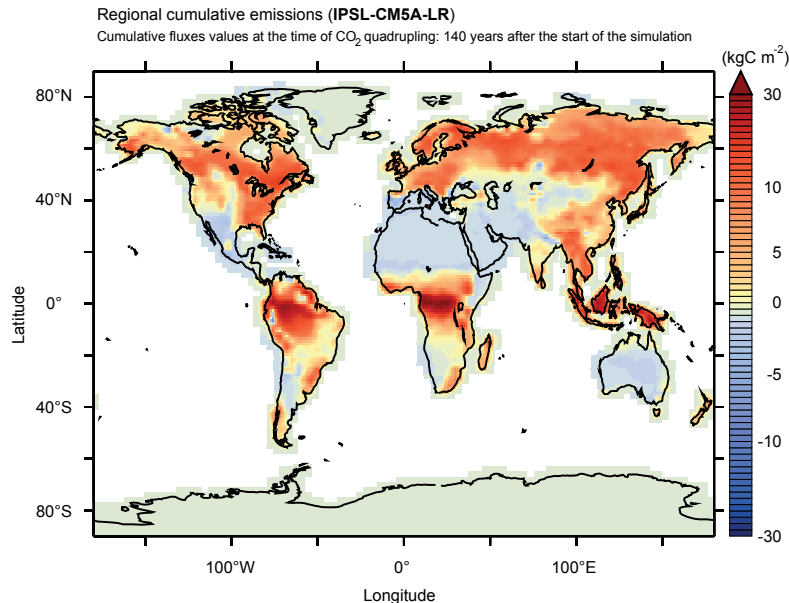 Regional cumulative emissions (IPSL-CM5A-LR)
Cumulative fluxes values at the time of CO2 quadrupling: 140 years after the start of the simulation
(kgC m-2)
80°N
40°N
0°
40°S
80°S
Latitude
100°W
0°
100°E
Longitude
30
10
5
0
-5
-10
-30